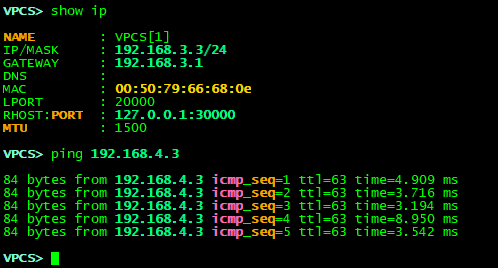 VPCS> show ip
NAME        : VPCS[1]
IP/MASK     : 192.168.3.3/24
GATEWAY     : 192.168.3.1
DNS         :
MAC         : 00:50:79:66:68:0e
LPORT       : 20000
RHOST:PORT  : 127.0.0.1:30000
MTU         : 1500
VPCS> ping 192.168.4.3
84 bytes from 192.168.4.3 icmp_seq=1 ttl=63 time=4.909 ms
84 bytes from 192.168.4.3 icmp_seq=2 ttl=63 time=3.716 ms
84 bytes from 192.168.4.3 icmp_seq=3 ttl=63 time=3.194 ms
84 bytes from 192.168.4.3 icmp_seq=4 ttl=63 time=8.950 ms
84 bytes from 192.168.4.3 icmp_seq=5 ttl=63 time=3.542 ms
VPCS>